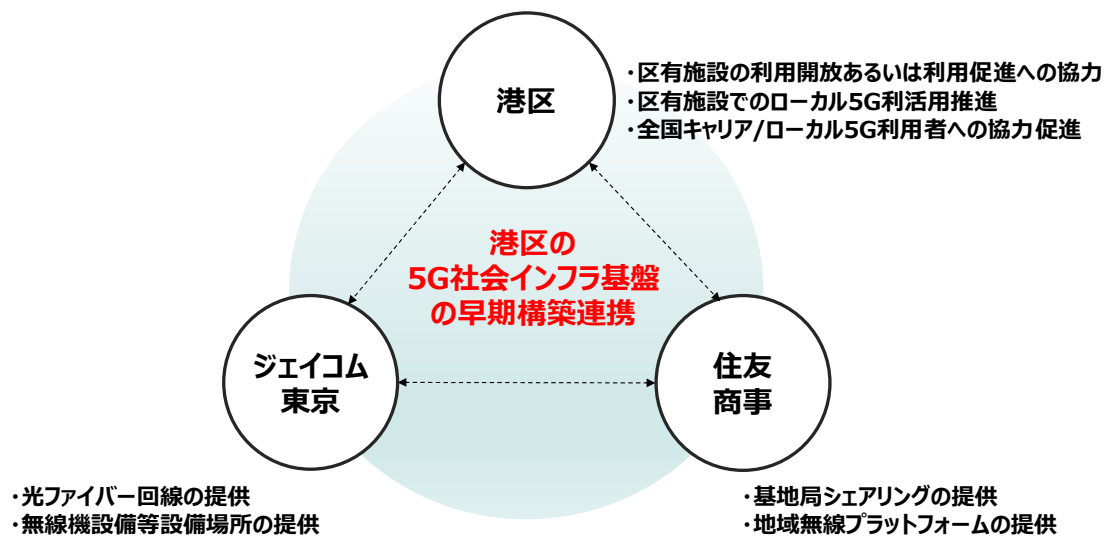 港区
・区有施設の利用開放あるいは利用促進への協力
・区有施設でのローカル5G利活用推進
・全国キャリア/ローカル5G利用者への協力促進
港区の
5G社会インフラ基盤
の早期構築連携
ジェイコム
東京
住友
商事
・光ファイバー回線の提供
・無線機設備等設備場所の提供
・基地局シェアリングの提供
・地域無線プラットフォームの提供